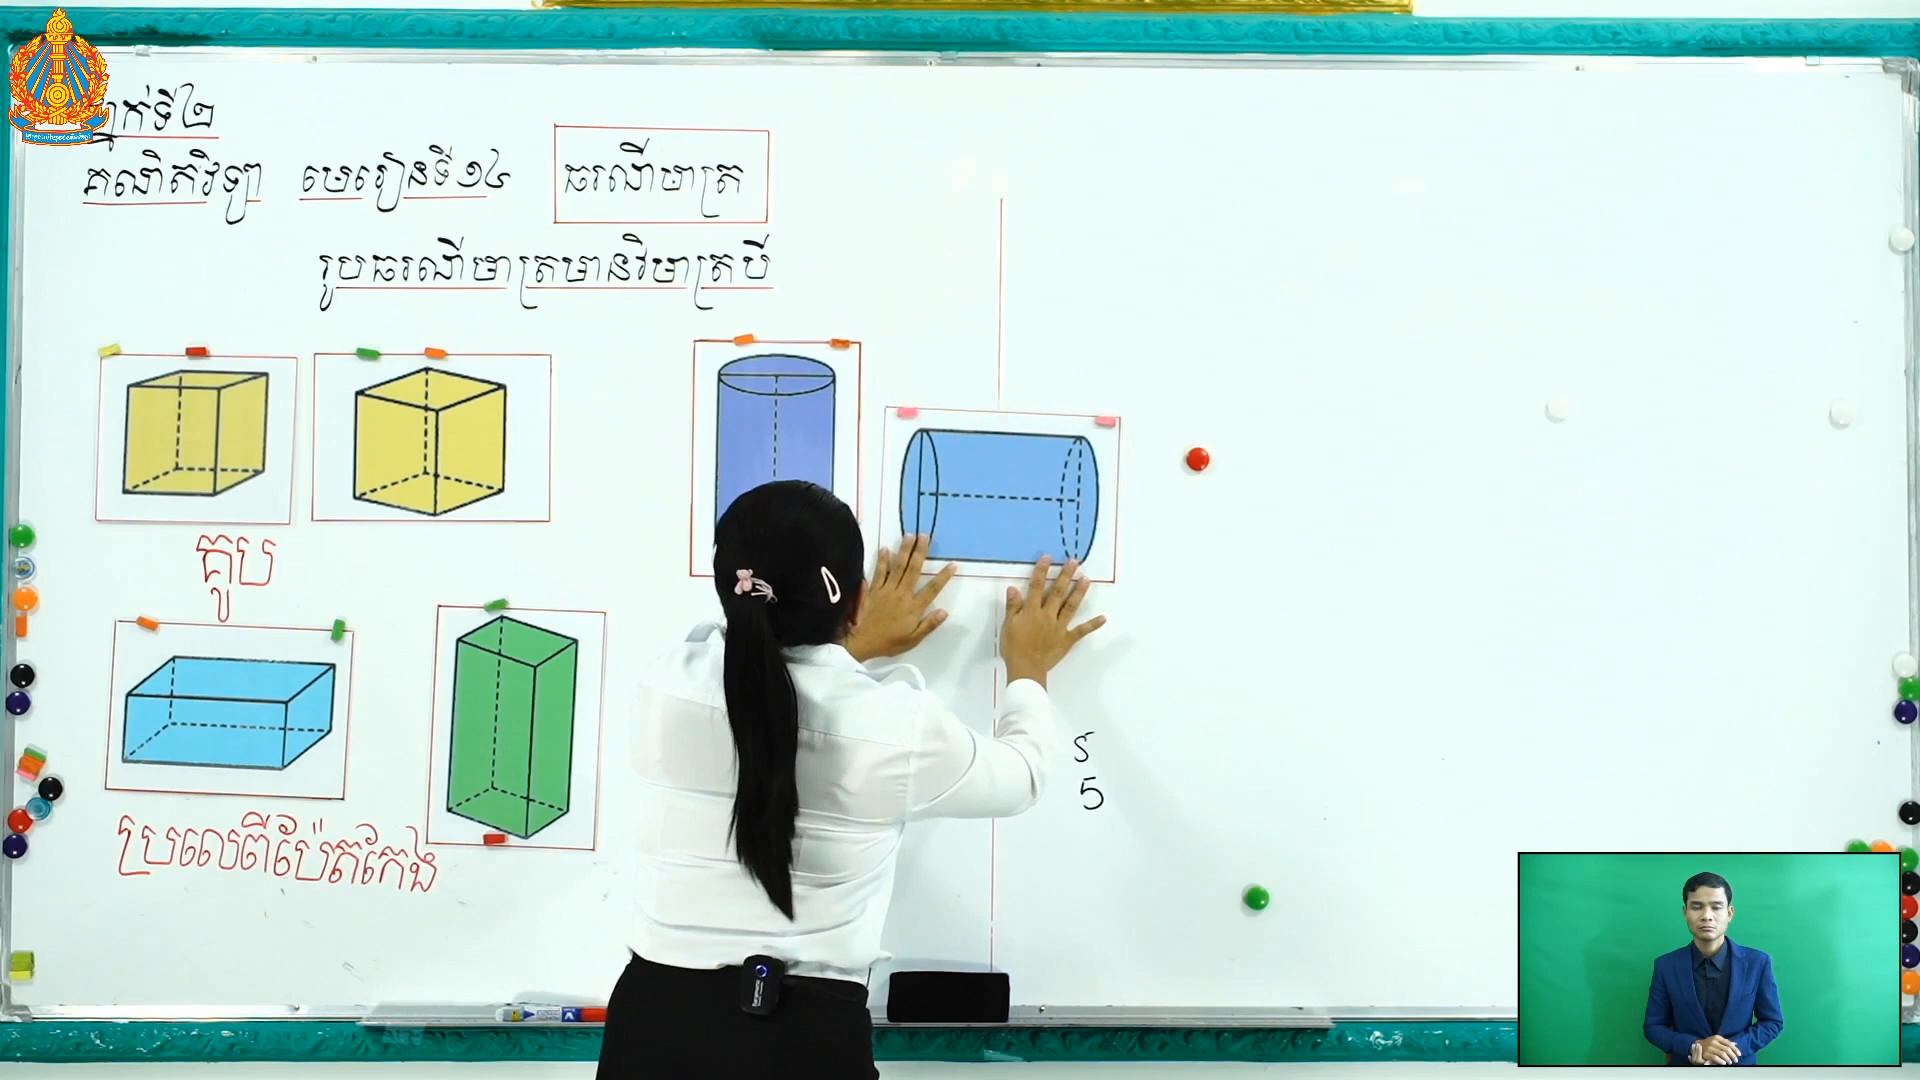 ថ្នាក់ទី២
គណិតវិទ្យា មេរៀនទី ១៤ ធរណីមាត្រ
រូបធរណីមាត្រមានវិមាត្របី
គូប
ប្រលេពីប៉ែតកែង
5